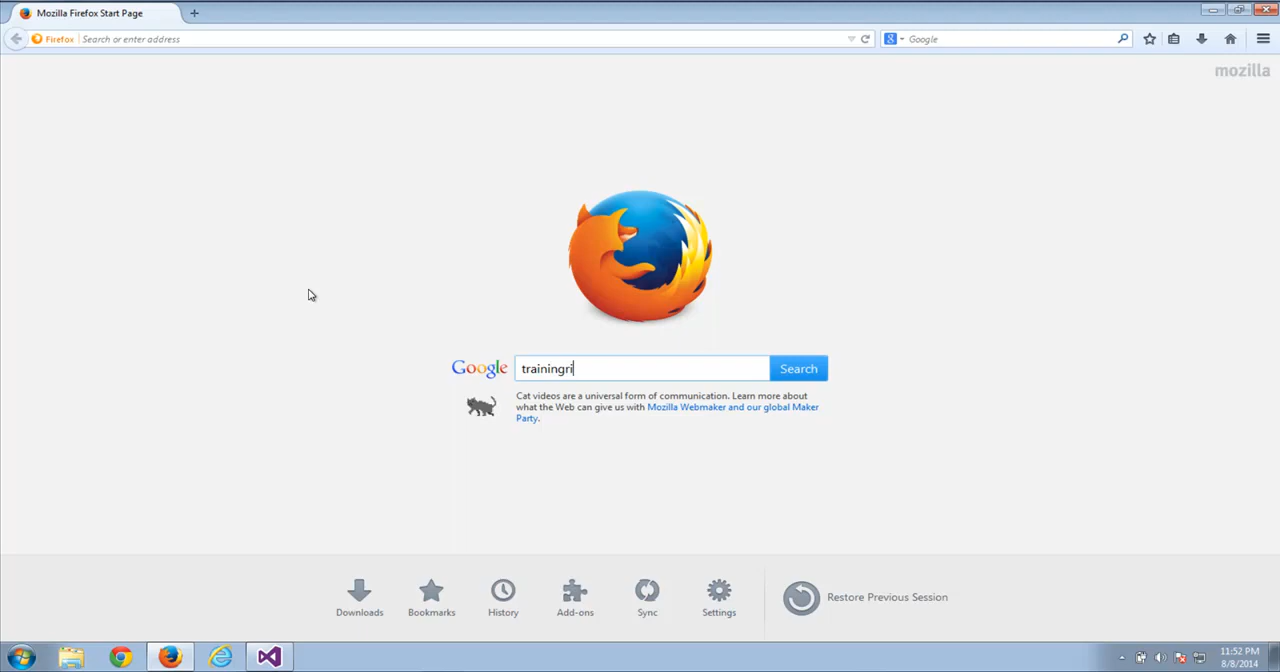 Mozilla Firefox Start Page
Firefox Search or enter address
Google
mozilla
Google trainingri Search
Cat videos are a universal form of communication. Learn more about
what the Web can give us with Mozilla Webmaker and our global Maker
Party.
Downloads Bookmarks History Add-ons Sync Settings Restore Previous Session
11:52 PM
8/8/2014